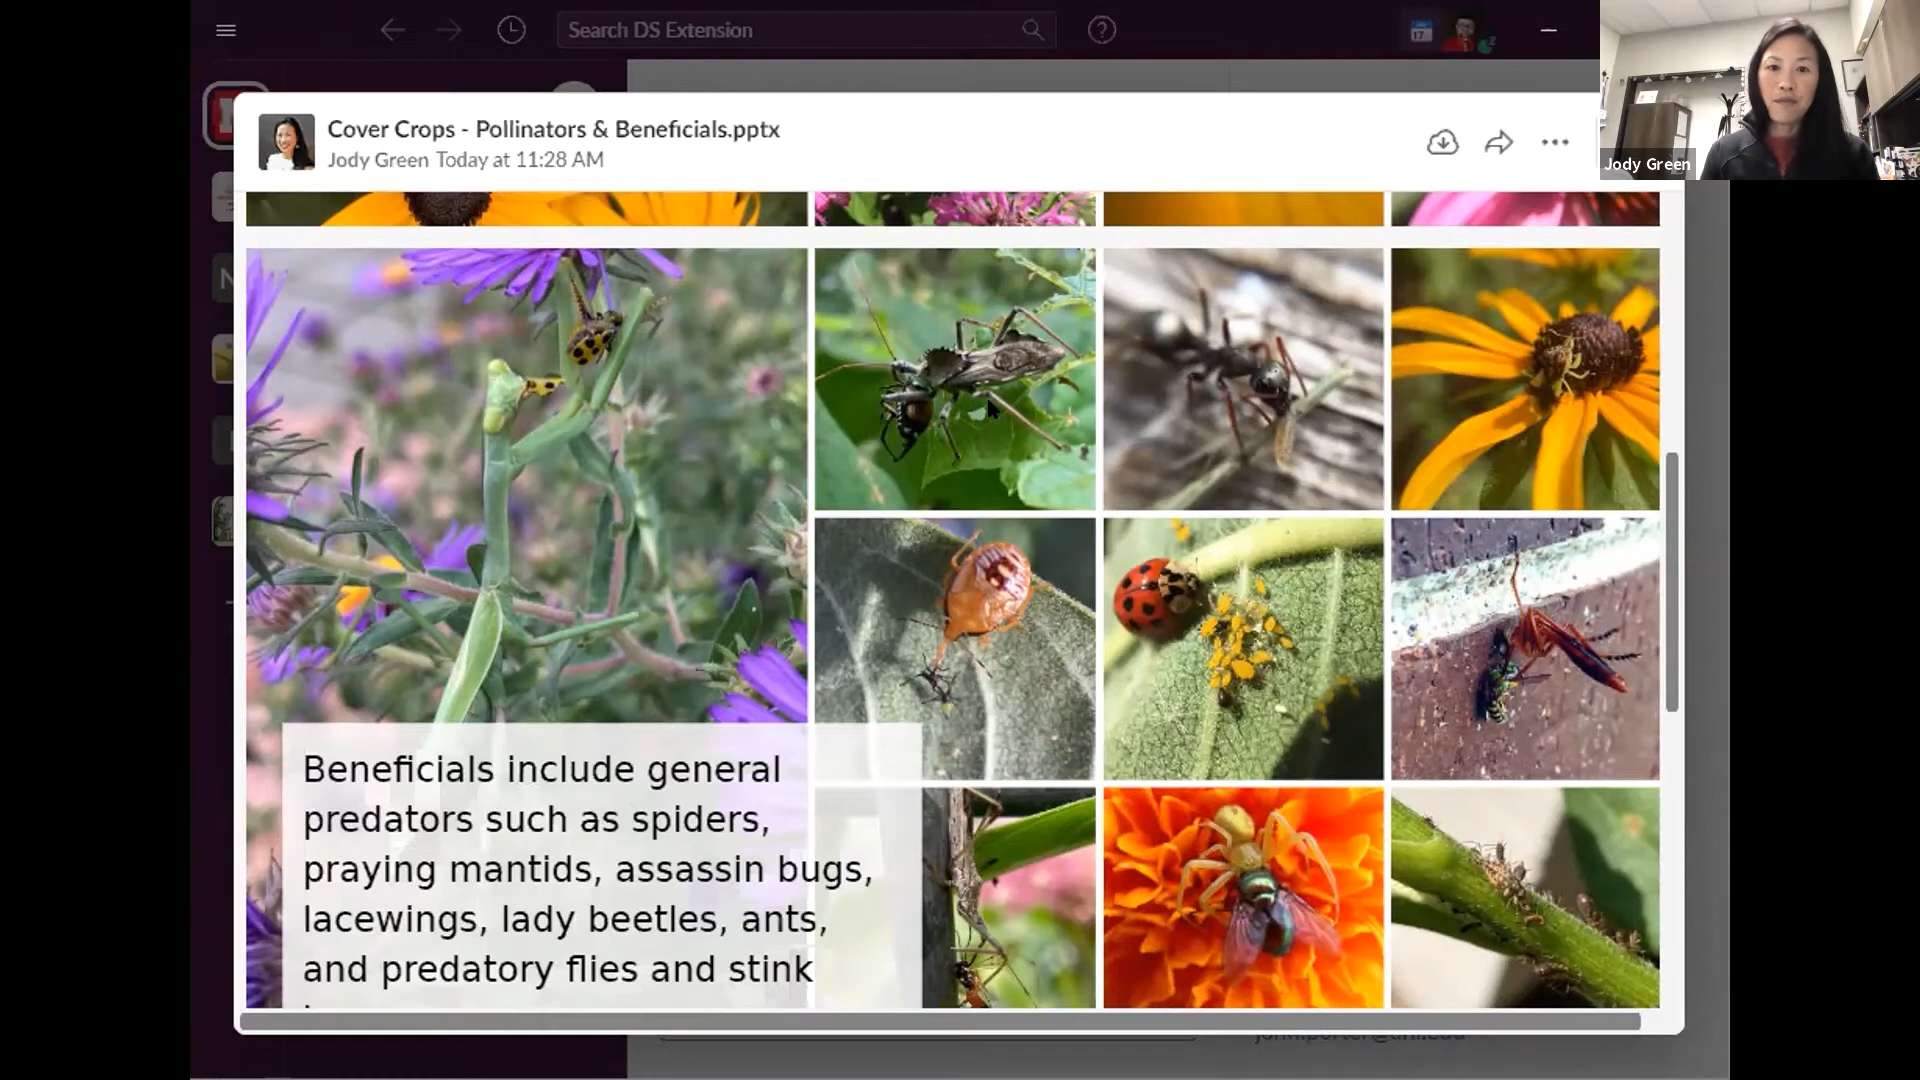 Search DS Extension
17
Cover Crops - Pollinators & Beneficials.pptx
Jody Green Today at 11:28 AM
Jody Green
N
Beneficials include general
predators such as spiders,
praying mantids, assassin bugs,
lacewings, lady beetles, ants,
and predatory flies and stink